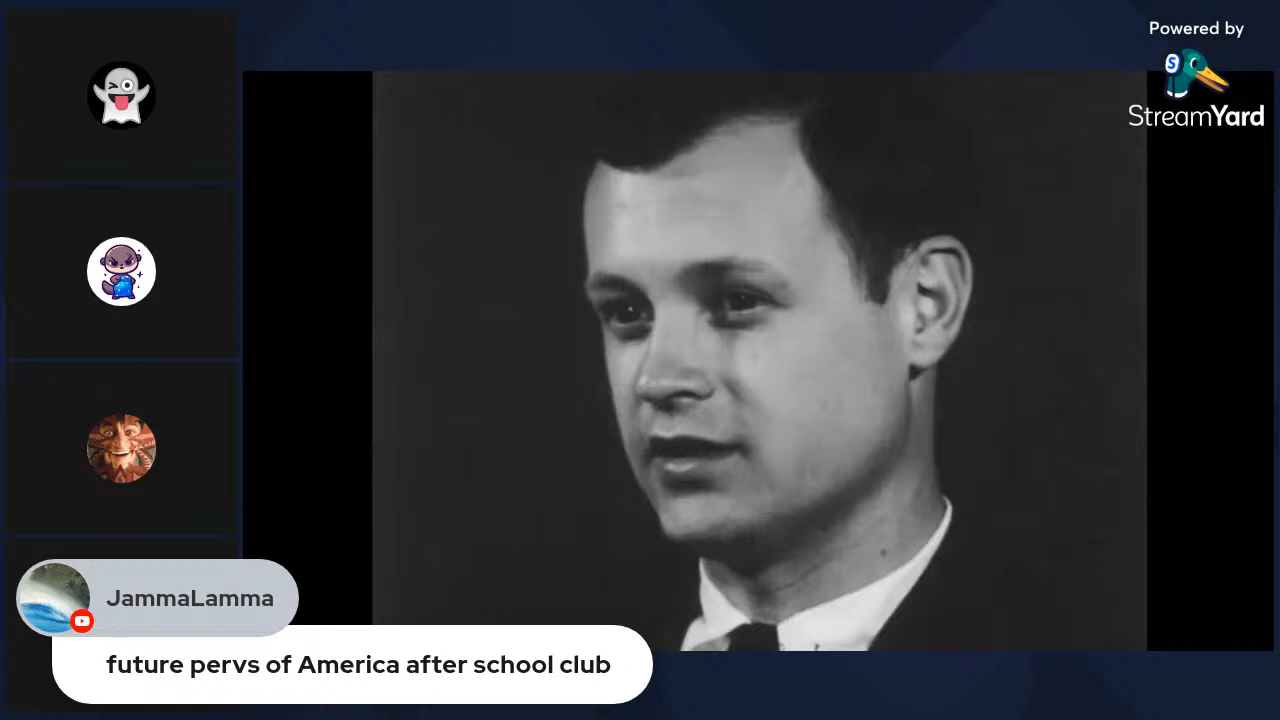 Powered by
StreamYard
JammaLamma
future pervs of America after school club